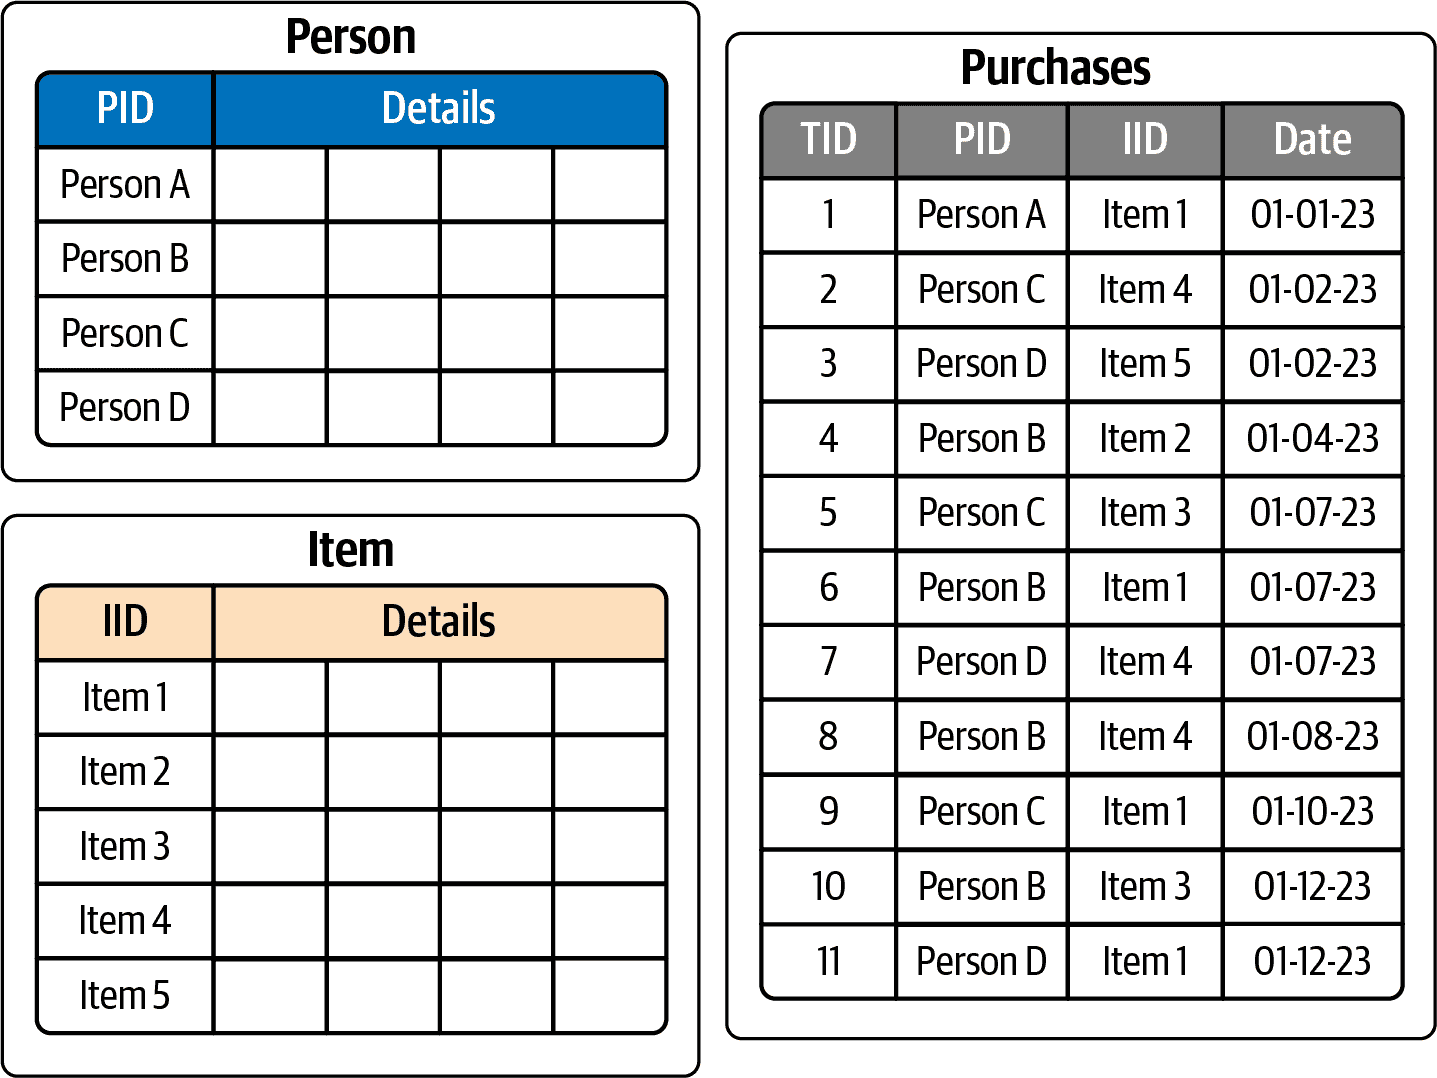 Person
PID Details
Person A
Person B
Person C
Person D
Item
IID Details
Item 1
Item 2
Item 3
Item 4
Item 5
Purchases
TID PID IID Date
1 Person A Item 1 01-01-23
2 Person C Item 4 01-02-23
3 Person D Item 5 01-02-23
4 Person B Item 2 01-04-23
5 Person C Item 3 01-07-23
6 Person B Item 1 01-07-23
7 Person D Item 4 01-07-23
8 Person B Item 4 01-08-23
9 Person C Item 1 01-10-23
10 Person B Item 3 01-12-23
11 Person D Item 1 01-12-23